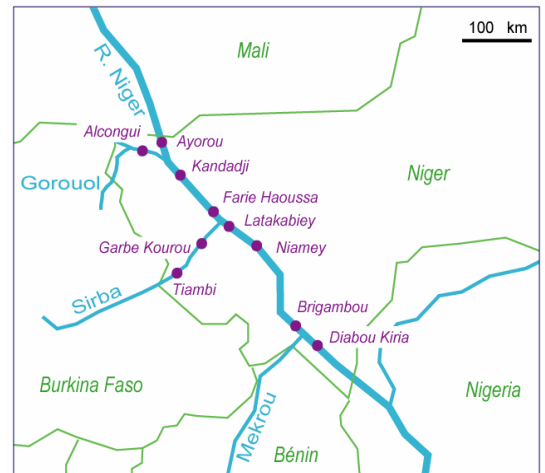 100 km
Mali
R. Niger
Alcongui
Ayorou
Kandadji
Niger
Gorouol
Farie Haoussa
Latakabiey
Garbe Kourou
Niamey
Tiambi
Sirba
Brigambou
Diabou Kiria
Burkina Faso
Nigeria
Mekrou
Bénin